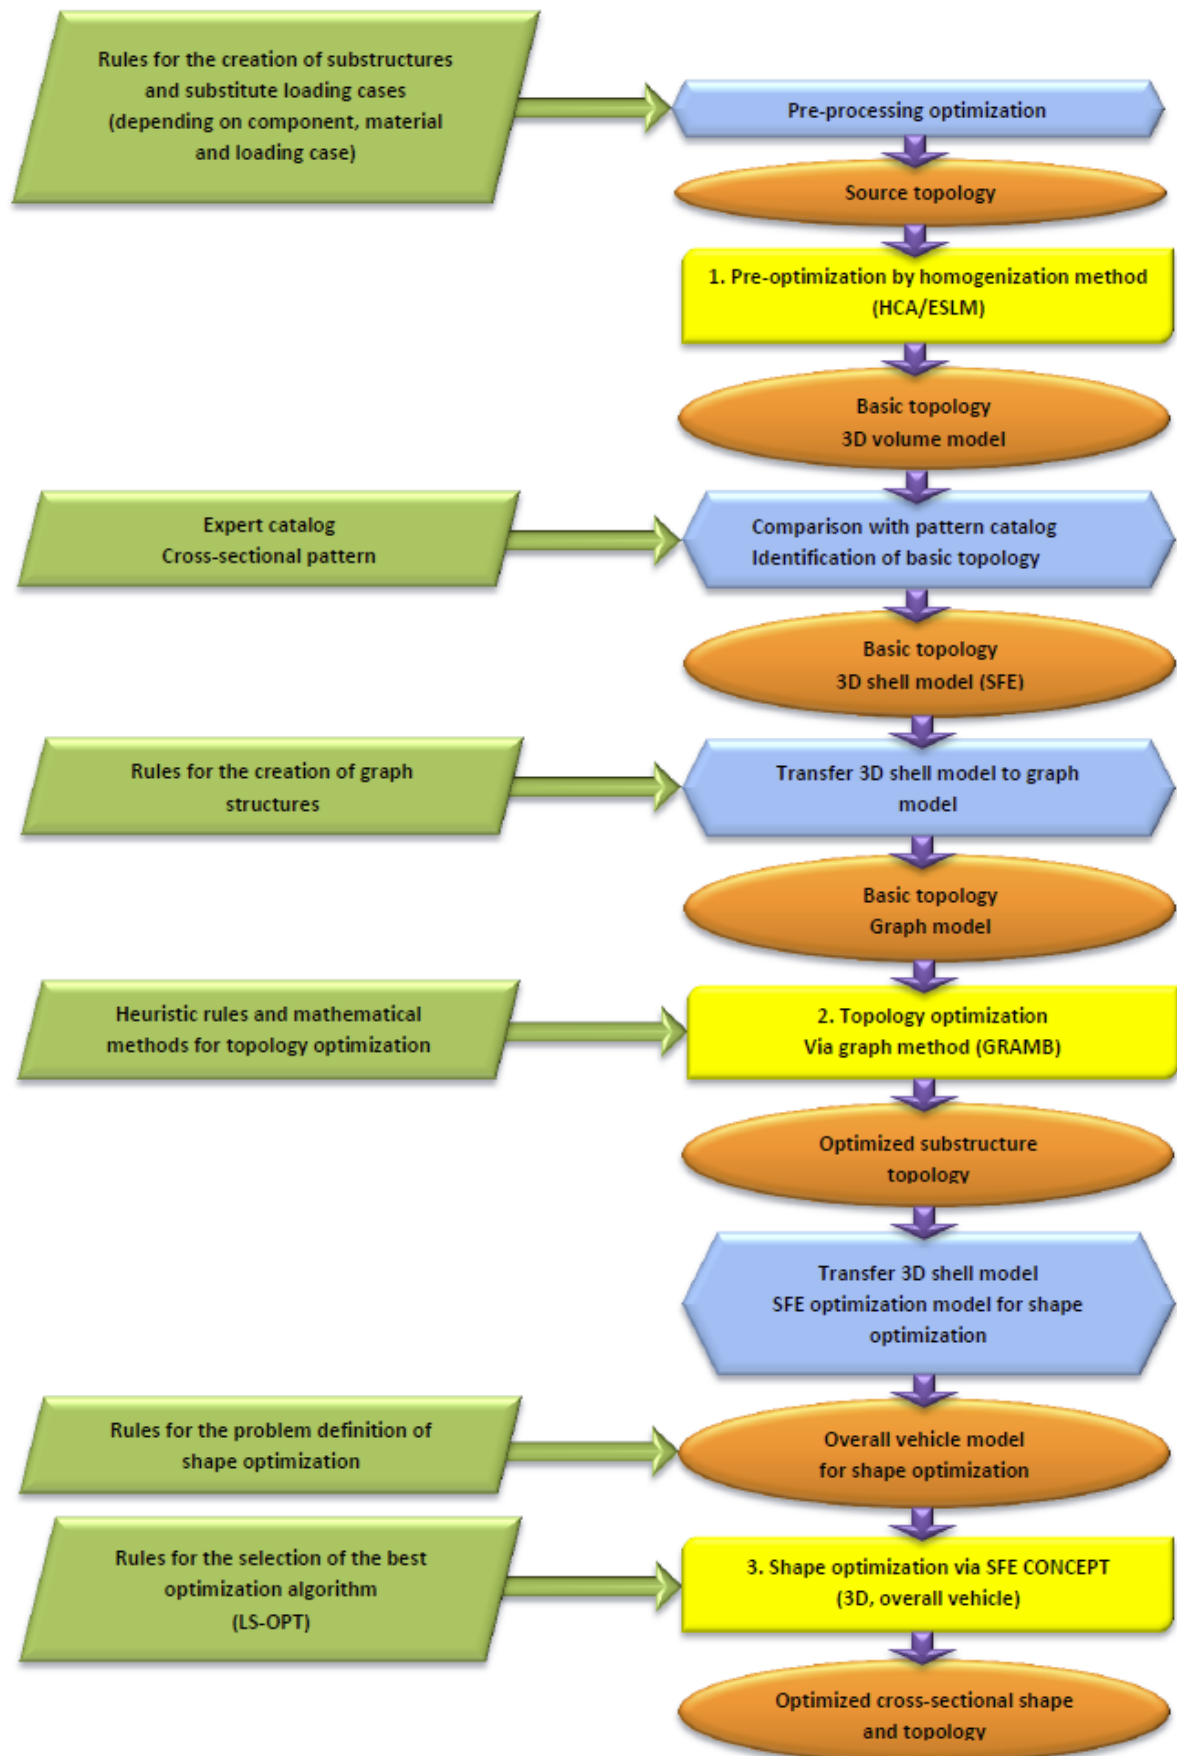 Rules for the creation of substructures
and substitute loading cases
(depending on component, material
and loading case)
Pre-processing optimization
Source topology
1. Pre-optimization by homogenization method
(HCA/ESLM)
Basic topology
3D volume model
Expert catalog
Cross-sectional pattern
Comparison with pattern catalog
Identification of basic topology
Basic topology
3D shell model (SFE)
Rules for the creation of graph
structures
Transfer 3D shell model to graph
model
Basic topology
Graph model
Heuristic rules and mathematical
methods for topology optimization
2. Topology optimization
Via graph method (GRAMB)
Optimized substructure
topology
Transfer 3D shell model
SFE optimization model for shape
optimization
Rules for the problem definition of
shape optimization
Overall vehicle model
for shape optimization
Rules for the selection of the best
optimization algorithm
(LS-OPT)
3. Shape optimization via SFE CONCEPT
(3D, overall vehicle)
Optimized cross-sectional shape
and topology